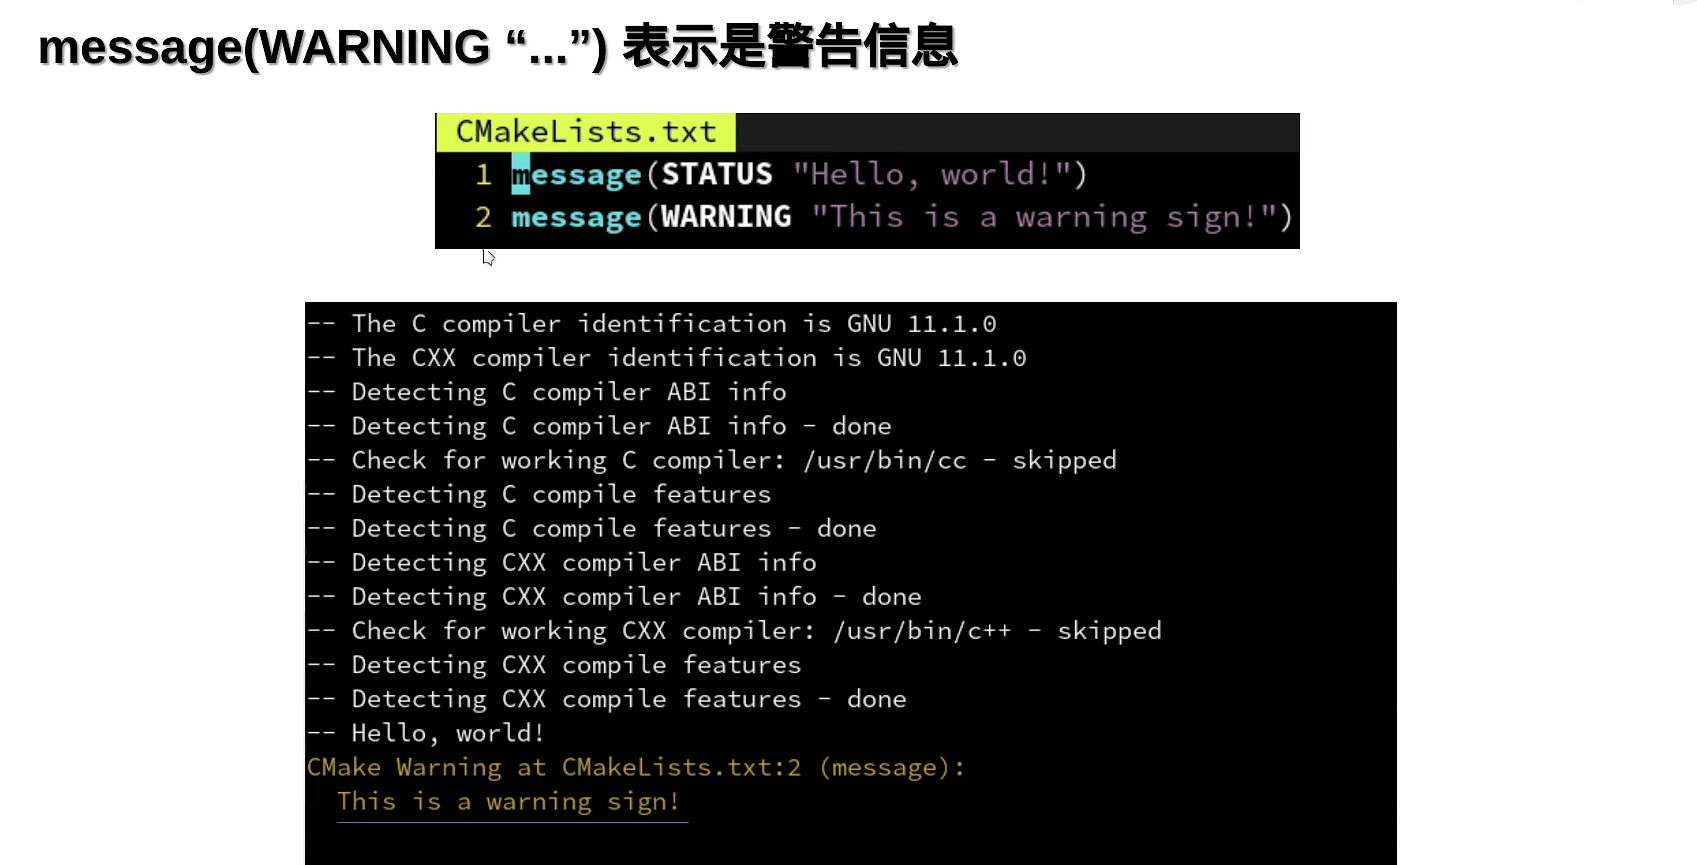 message(WARNING “...”) 表示是警告信息
CMakeLists.txt
1 message(STATUS "Hello, world!")
2 message(WARNING "This is a warning sign!")
-- The C compiler identification is GNU 11.1.0
-- The CXX compiler identification is GNU 11.1.0
-- Detecting C compiler ABI info
-- Detecting C compiler ABI info - done
-- Check for working C compiler: /usr/bin/cc - skipped
-- Detecting C compile features
-- Detecting C compile features - done
-- Detecting CXX compiler ABI info
-- Detecting CXX compiler ABI info - done
-- Check for working CXX compiler: /usr/bin/c++ - skipped
-- Detecting CXX compile features
-- Detecting CXX compile features - done
-- Hello, world!
CMake Warning at CMakeLists.txt:2 (message):
  This is a warning sign!